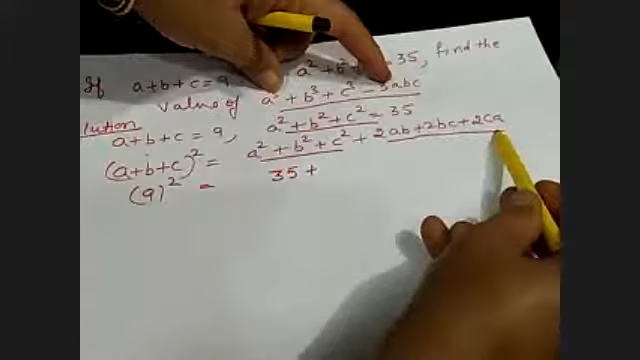 If a+b+c=9 a²+b²+ 35, find the
value of a³+b³+c³-3abc
Solution
a+b+c=9, a²+b²+c²=35
(a+b+c)²= a²+b²+c²+2ab+2bc+2ca
(9)² = 35+